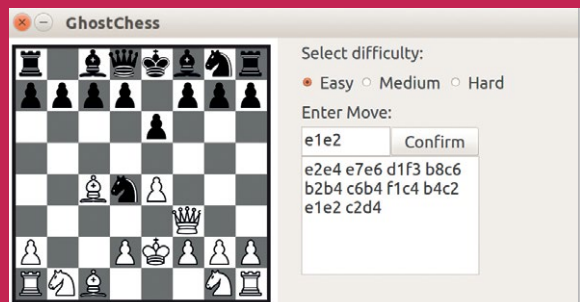 GhostChess
Select difficulty:
Easy Medium Hard
Enter Move:
e1e2 Confirm
e2e4 e7e6 d1f3 b8c6
b2b4 c6b4 f1c4 b4c2
e1e2 c2d4